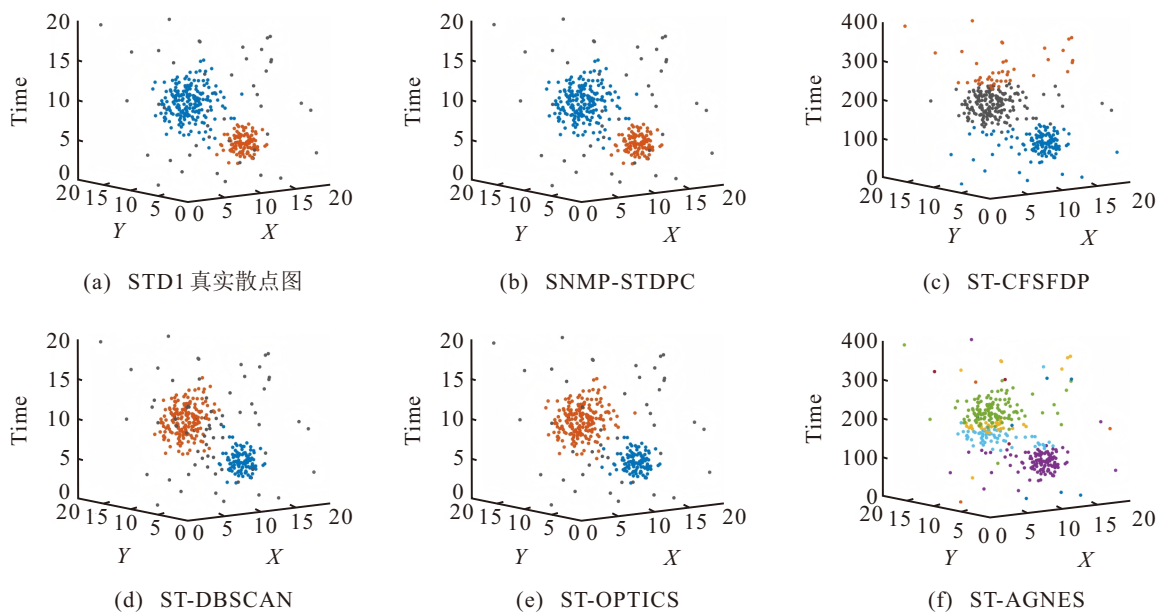 20
15
10
5
0
Time
20 15 10 5 0 0 5 10 15 20
Y X
(a) STD1 真实散点图
20
15
10
5
0
Time
20 15 10 5 0 0 5 10 15 20
Y X
(b) SNMP-STDPC
400
300
200
100
0
Time
20 15 10 5 0 0 5 10 15 20
Y X
(c) ST-CFSFDP
20
15
10
5
0
Time
20 15 10 5 0 0 5 10 15 20
Y X
(d) ST-DBSCAN
20
15
10
5
0
Time
20 15 10 5 0 0 5 10 15 20
Y X
(e) ST-OPTICS
400
300
200
100
0
Time
20 15 10 5 0 0 5 10 15 20
Y X
(f) ST-AGNES